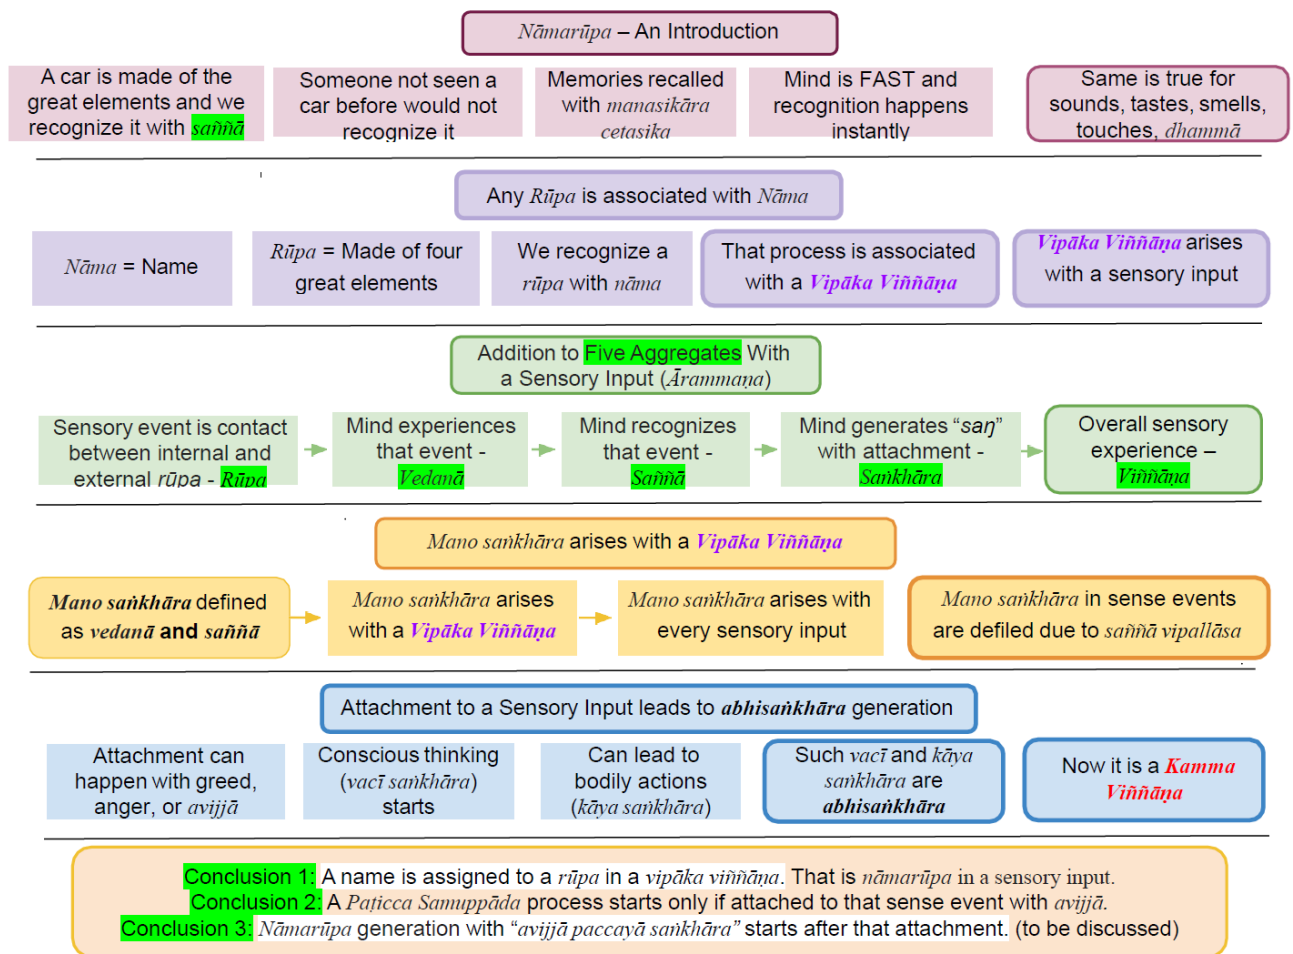 Nāmarūpa – An Introduction
A car is made of the
great elements and we
recognize it with saññā
Someone not seen a
car before would not
recognize it
Memories recalled
with manasikāra
cetasika
Mind is FAST and
recognition happens
instantly
Same is true for
sounds, tastes, smells,
touches, dhammā
Any Rūpa is associated with Nāma
Nāma = Name
Rūpa = Made of four
great elements
We recognize a
rūpa with nāma
That process is associated
with a Vipāka Viññāṇa
Vipāka Viññāṇa arises
with a sensory input
Addition to Five Aggregates With
a Sensory Input (Ārammaṇa)
Sensory event is contact
between internal and
external rūpa - Rūpa
Mind experiences
that event -
Vedanā
Mind recognizes
that event -
Saññā
Mind generates “saŋ”
with attachment -
Saṅkhāra
Overall sensory
experience –
Viññāṇa
Mano saṅkhāra arises with a Vipāka Viññāṇa
Mano saṅkhāra defined
as vedanā and saññā
Mano saṅkhāra arises
with a Vipāka Viññāṇa
Mano saṅkhāra arises with
every sensory input
Mano saṅkhāra in sense events
are defiled due to saññā vipallāsa
Attachment to a Sensory Input leads to abhisaṅkhāra generation
Attachment can
happen with greed,
anger, or avijjā
Conscious thinking
(vacī saṅkhāra)
starts
Can lead to
bodily actions
(kāya saṅkhāra)
Such vacī and kāya
saṅkhāra are
abhisaṅkhāra
Now it is a Kamma
Viññāṇa
Conclusion 1: A name is assigned to a rūpa in a vipāka viññāṇa. That is nāmarūpa in a sensory input.
Conclusion 2: A Paṭicca Samuppāda process starts only if attached to that sense event with avijjā.
Conclusion 3: Nāmarūpa generation with “avijjā paccayā saṅkhāra” starts after that attachment. (to be discussed)